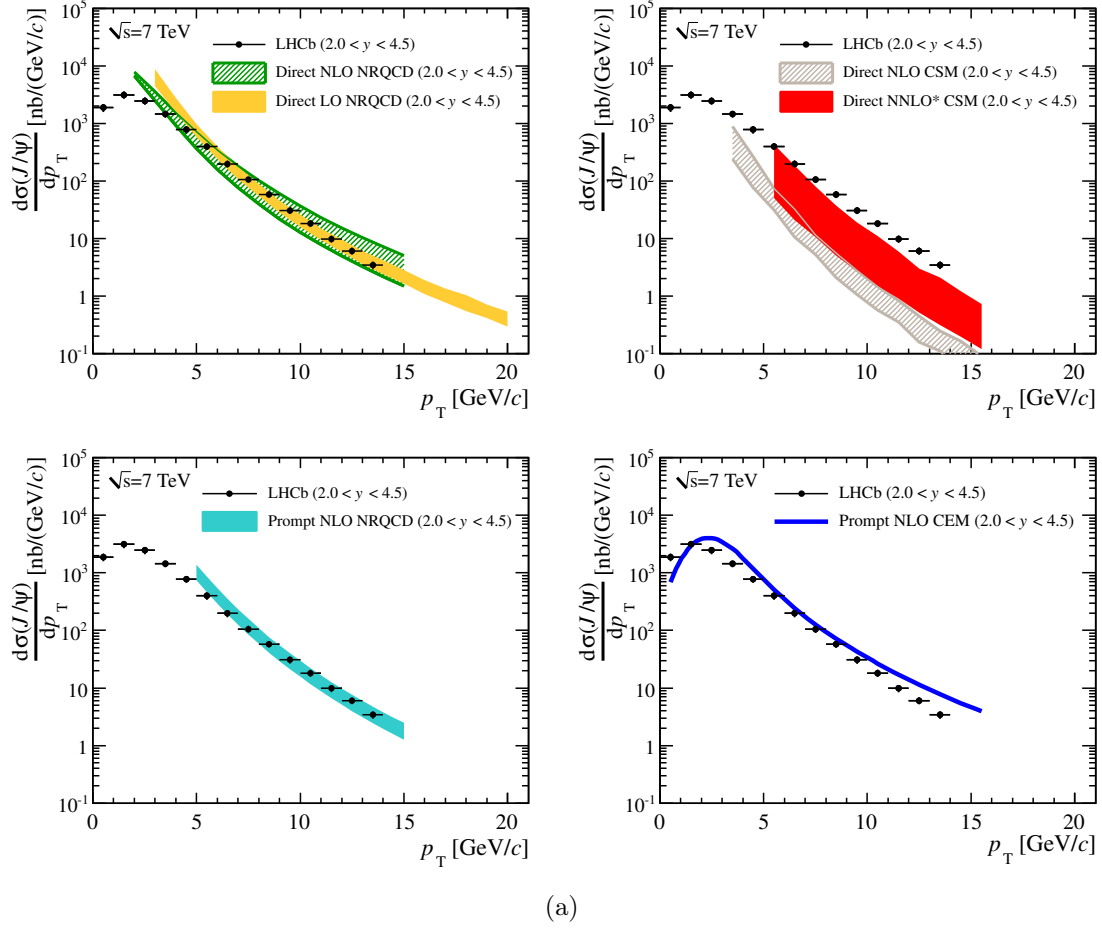 √s=7 TeV
LHCb (2.0 < y < 4.5)
Direct NLO NRQCD (2.0 < y < 4.5)
Direct LO NRQCD (2.0 < y < 4.5)
dσ(J/ψ)/dp_T [nb/(GeV/c)]
10^5
10^4
10^3
10^2
10
1
10^-1
0 5 10 15 20
p_T [GeV/c]
√s=7 TeV
LHCb (2.0 < y < 4.5)
Direct NLO CSM (2.0 < y < 4.5)
Direct NNLO* CSM (2.0 < y < 4.5)
dσ(J/ψ)/dp_T [nb/(GeV/c)]
10^5
10^4
10^3
10^2
10
1
10^-1
0 5 10 15 20
p_T [GeV/c]
√s=7 TeV
LHCb (2.0 < y < 4.5)
Prompt NLO NRQCD (2.0 < y < 4.5)
dσ(J/ψ)/dp_T [nb/(GeV/c)]
10^5
10^4
10^3
10^2
10
1
10^-1
0 5 10 15 20
p_T [GeV/c]
√s=7 TeV
LHCb (2.0 < y < 4.5)
Prompt NLO CEM (2.0 < y < 4.5)
dσ(J/ψ)/dp_T [nb/(GeV/c)]
10^5
10^4
10^3
10^2
10
1
10^-1
0 5 10 15 20
p_T [GeV/c]
(a)